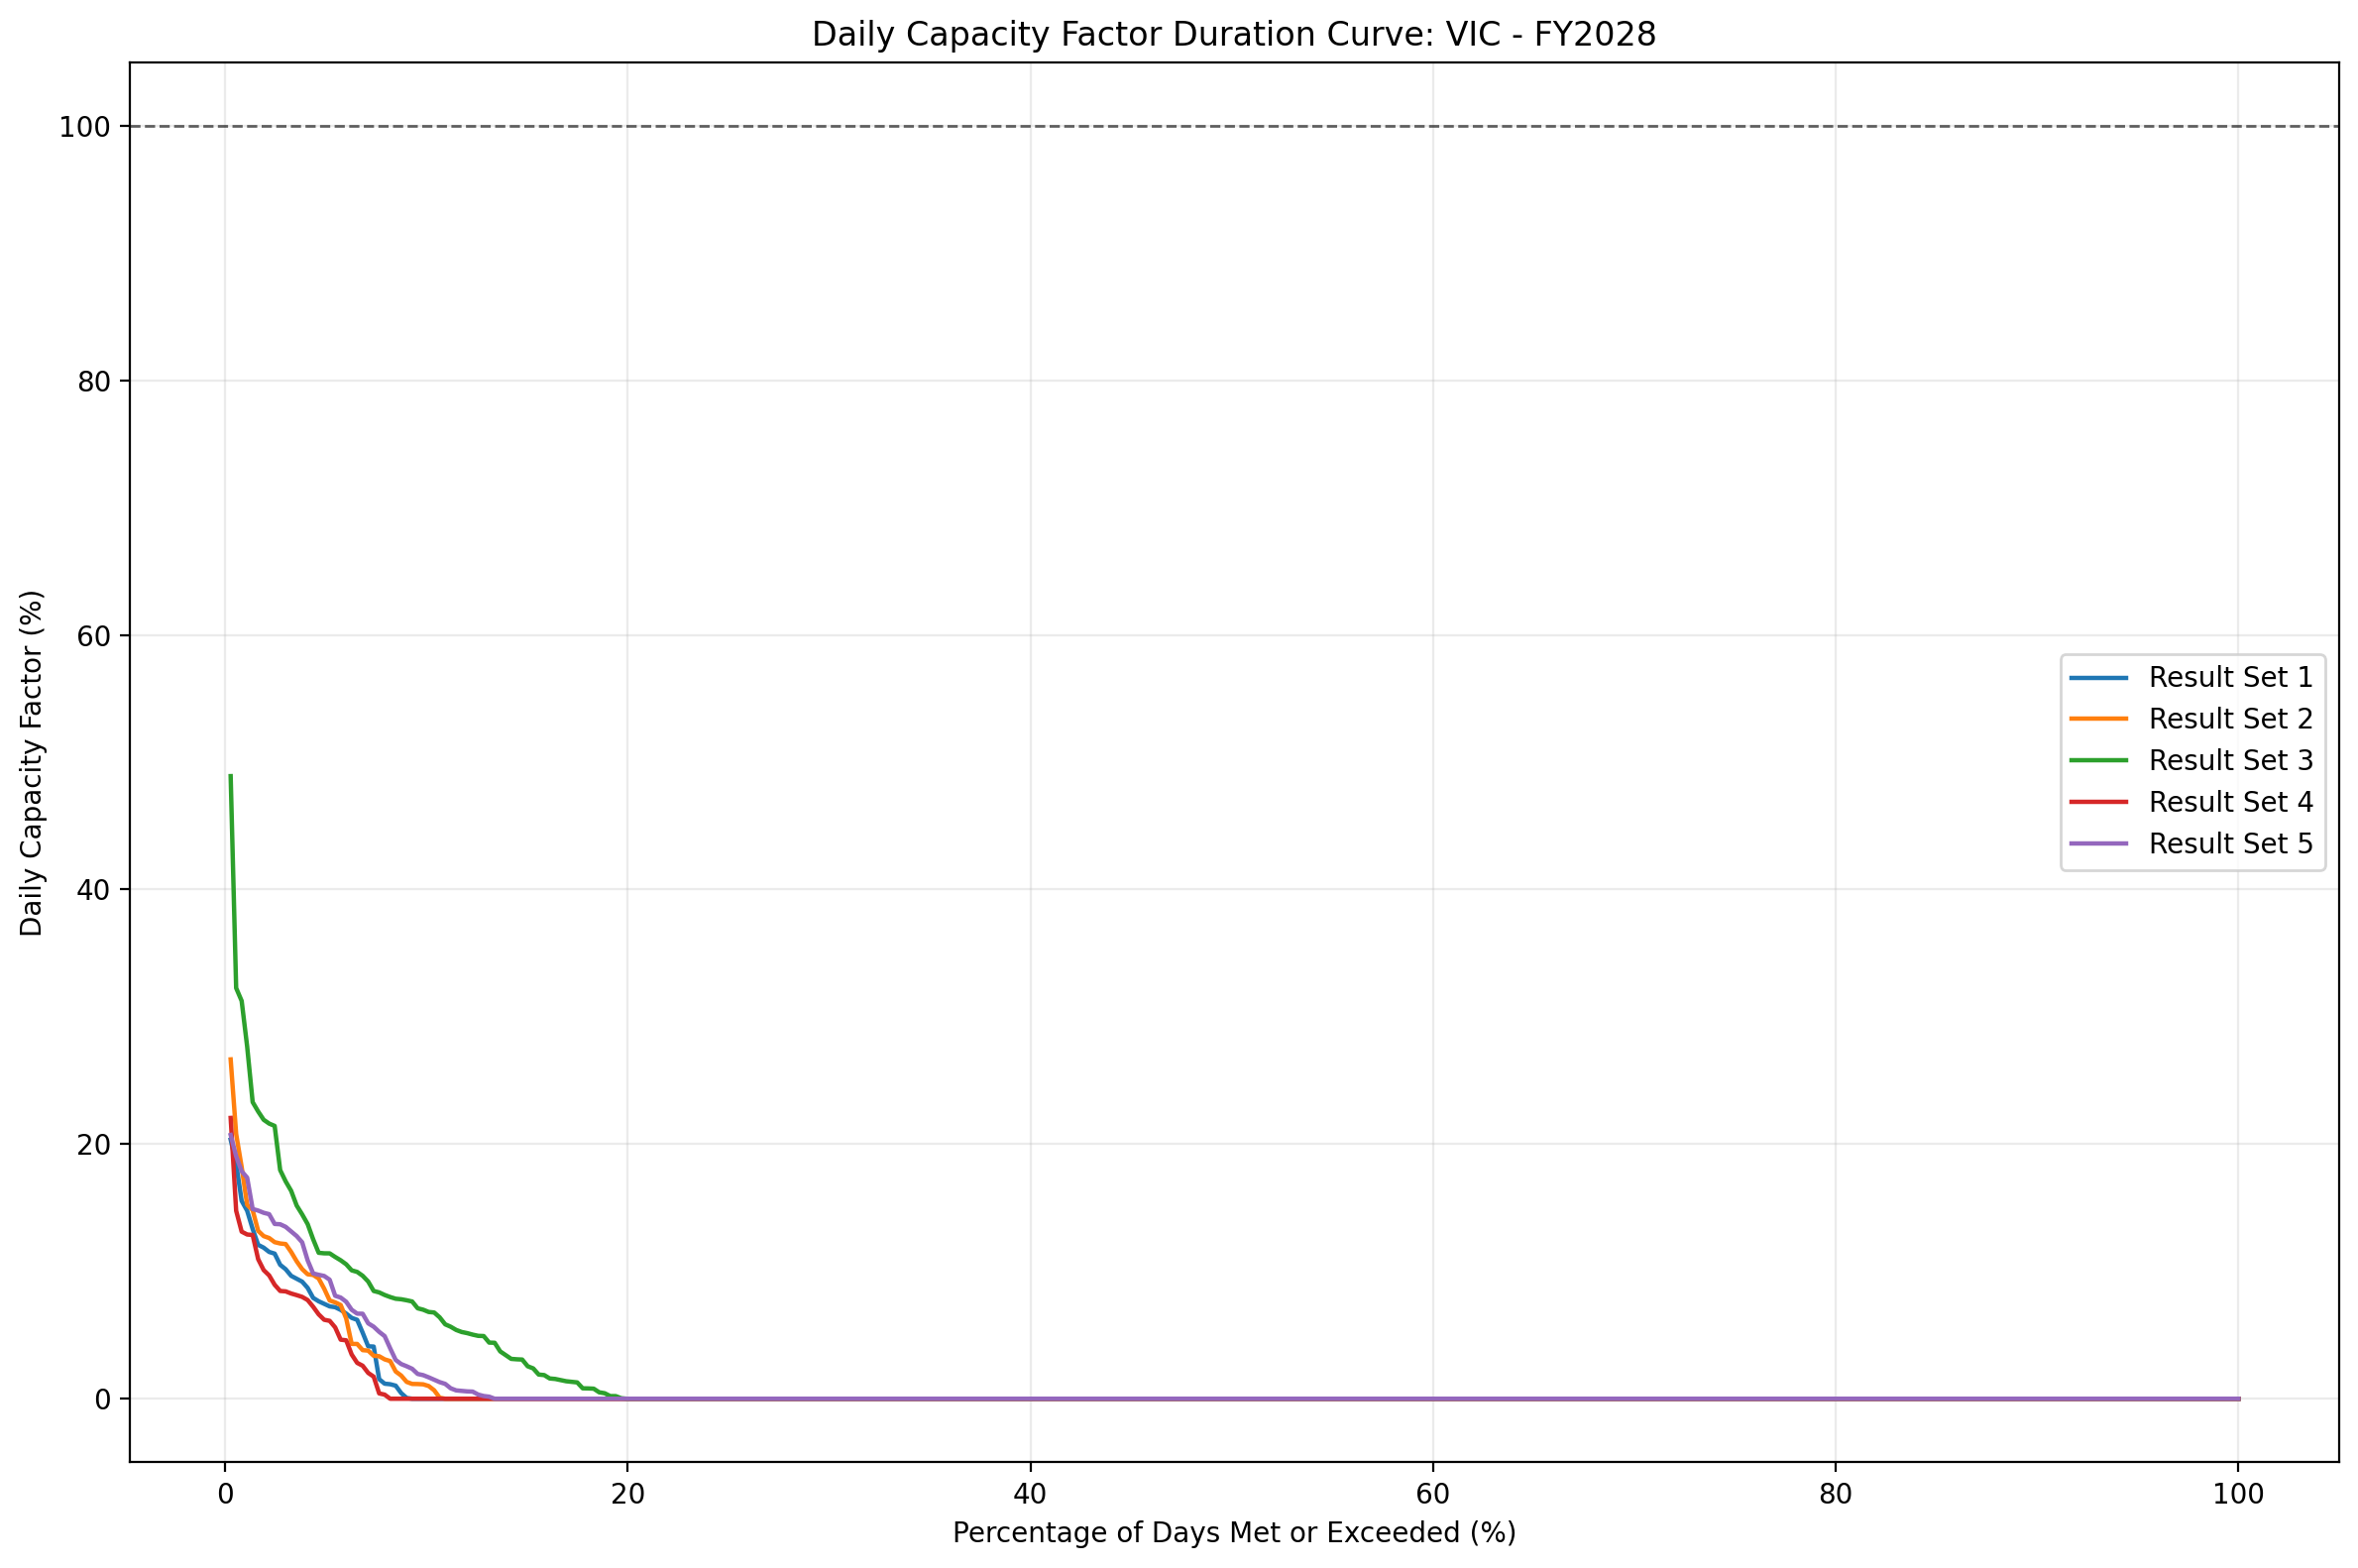 Daily Capacity Factor Duration Curve: VIC - FY2028
Daily Capacity Factor (%)
100
80
60
40
20
0
Result Set 1
Result Set 2
Result Set 3
Result Set 4
Result Set 5
0 20 40 60 80 100
Percentage of Days Met or Exceeded (%)